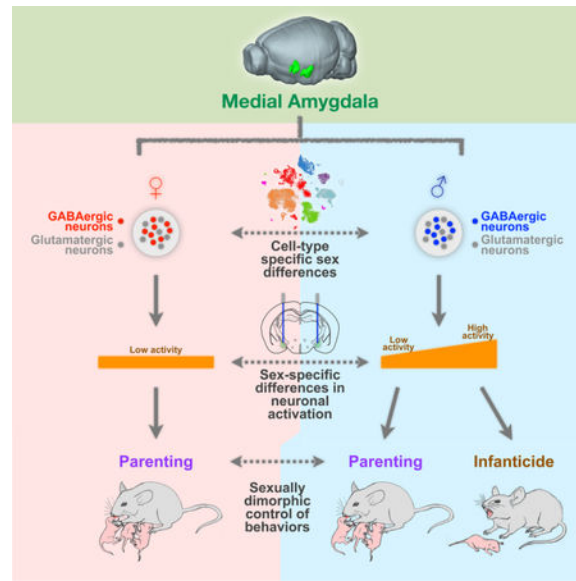 Medial Amygdala
♀
♂
GABAergic
neurons
Glutamatergic
neurons
GABAergic
neurons
Glutamatergic
neurons
Cell-type
specific sex
differences
Low activity
Low
activity
High
activity
Sex-specific
differences in
neuronal
activation
Parenting
Parenting
Infanticide
Sexually
dimorphic
control of
behaviors